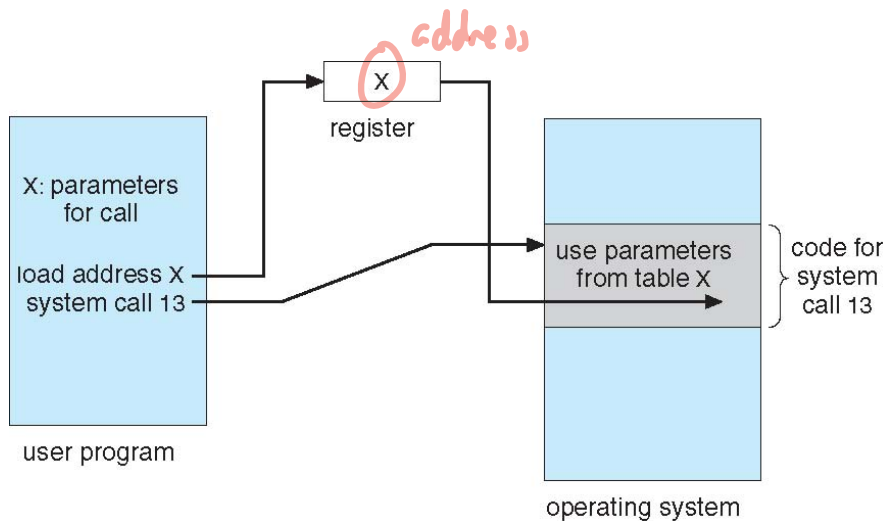 address
X
register
X: parameters
for call
load address X
system call 13
use parameters
from table X
code for
system
call 13
user program
operating system